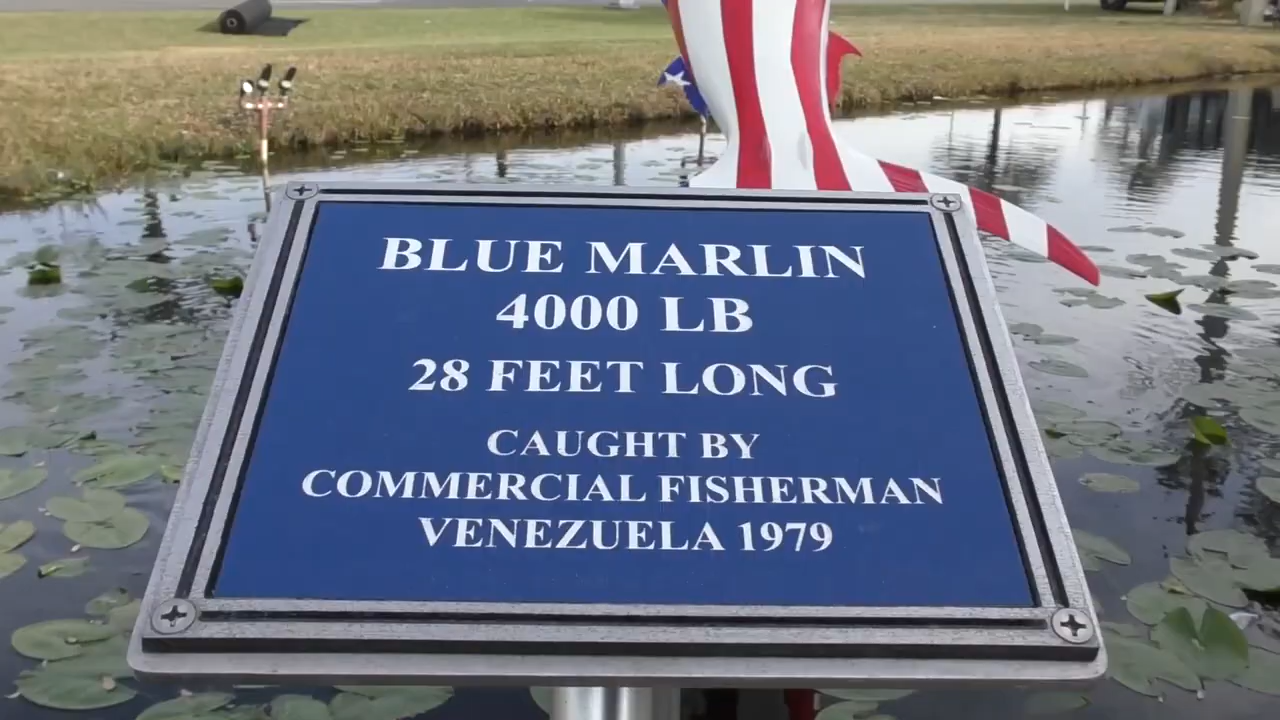 BLUE MARLIN
4000 LB
28 FEET LONG
CAUGHT BY
COMMERCIAL FISHERMAN
VENEZUELA 1979